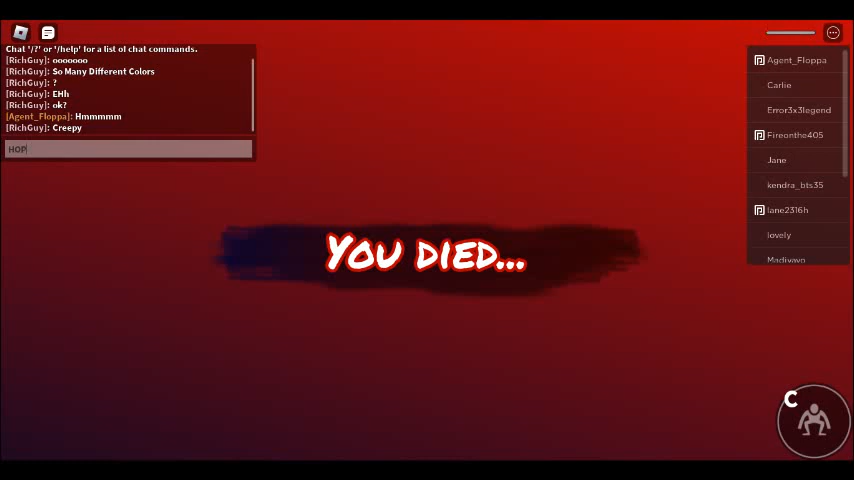 Chat '/?' or '/help' for a list of chat commands.
[RichGuy]: ooooooo
[RichGuy]: So Many Different Colors
[RichGuy]: ?
[RichGuy]: EHh
[RichGuy]: ok?
[Agent_Floppa]: Hmmmmm
[RichGuy]: Creepy
HOP
You died...
Agent_Floppa
Carlie
Error3x3legend
Fireonthe405
Jane
kendra_bts35
lane2316h
lovely
Madiyayo
C